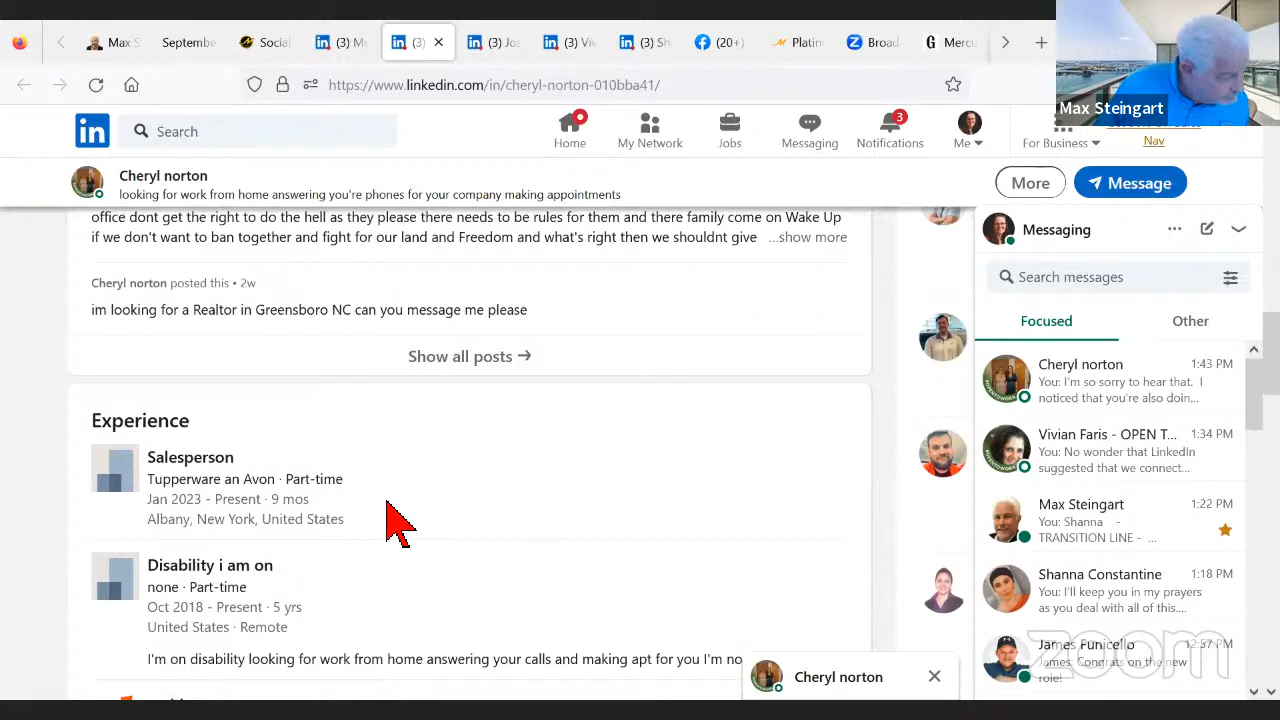 Max S
Septembe
Social
(3) M
(3)
(3) Jos
(3) Viv
(3) Sh
(20+)
Platin
Broad-
Mercu
https://www.linkedin.com/in/cheryl-norton-010bba41/
Max Steingart
in
Search
Home
My Network
Jobs
Messaging
3
Notifications
Me
For Business
Nav
Cheryl norton
looking for work from home answering you're phones for your company making appointments
More
Message
office dont get the right to do the hell as they please there needs to be rules for them and there family come on Wake Up
if we don't want to ban together and fight for our land and Freedom and what's right then we shouldnt give ...show more
Cheryl norton posted this • 2w
im looking for a Realtor in Greensboro NC can you message me please
Show all posts →
Experience
Salesperson
Tupperware an Avon · Part-time
Jan 2023 - Present · 9 mos
Albany, New York, United States
Disability i am on
none · Part-time
Oct 2018 - Present · 5 yrs
United States · Remote
I'm on disability looking for work from home answering your calls and making apt for you I'm no
Messaging
Search messages
Focused
Other
Cheryl norton 1:43 PM
You: I'm so sorry to hear that. I
noticed that you're also doin...
Vivian Faris - OPEN T... 1:34 PM
You: No wonder that LinkedIn
suggested that we connect...
Max Steingart 1:22 PM
You: Shanna -
TRANSITION LINE - ...
Shanna Constantine 1:18 PM
You: I'll keep you in my prayers
as you deal with all of this....
James Funicello 12:57 PM
James: Congrats on the new
role!
Cheryl norton
zoom